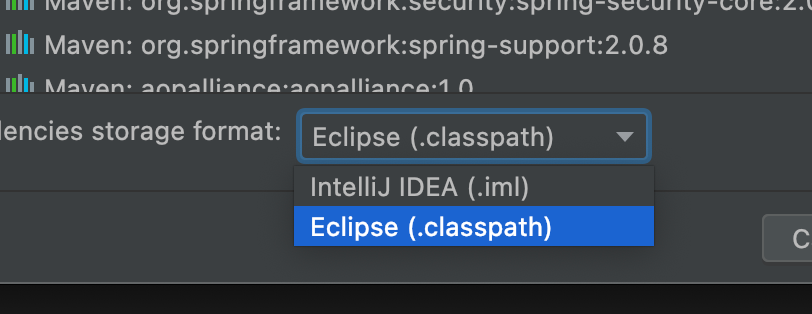 Maven: org.springframework.security:spring-security-core:2.0
Maven: org.springframework:spring-support:2.0.8
Maven: aopalliance:aopalliance:1.0
dencies storage format:
Eclipse (.classpath)
IntelliJ IDEA (.iml)
Eclipse (.classpath)
C